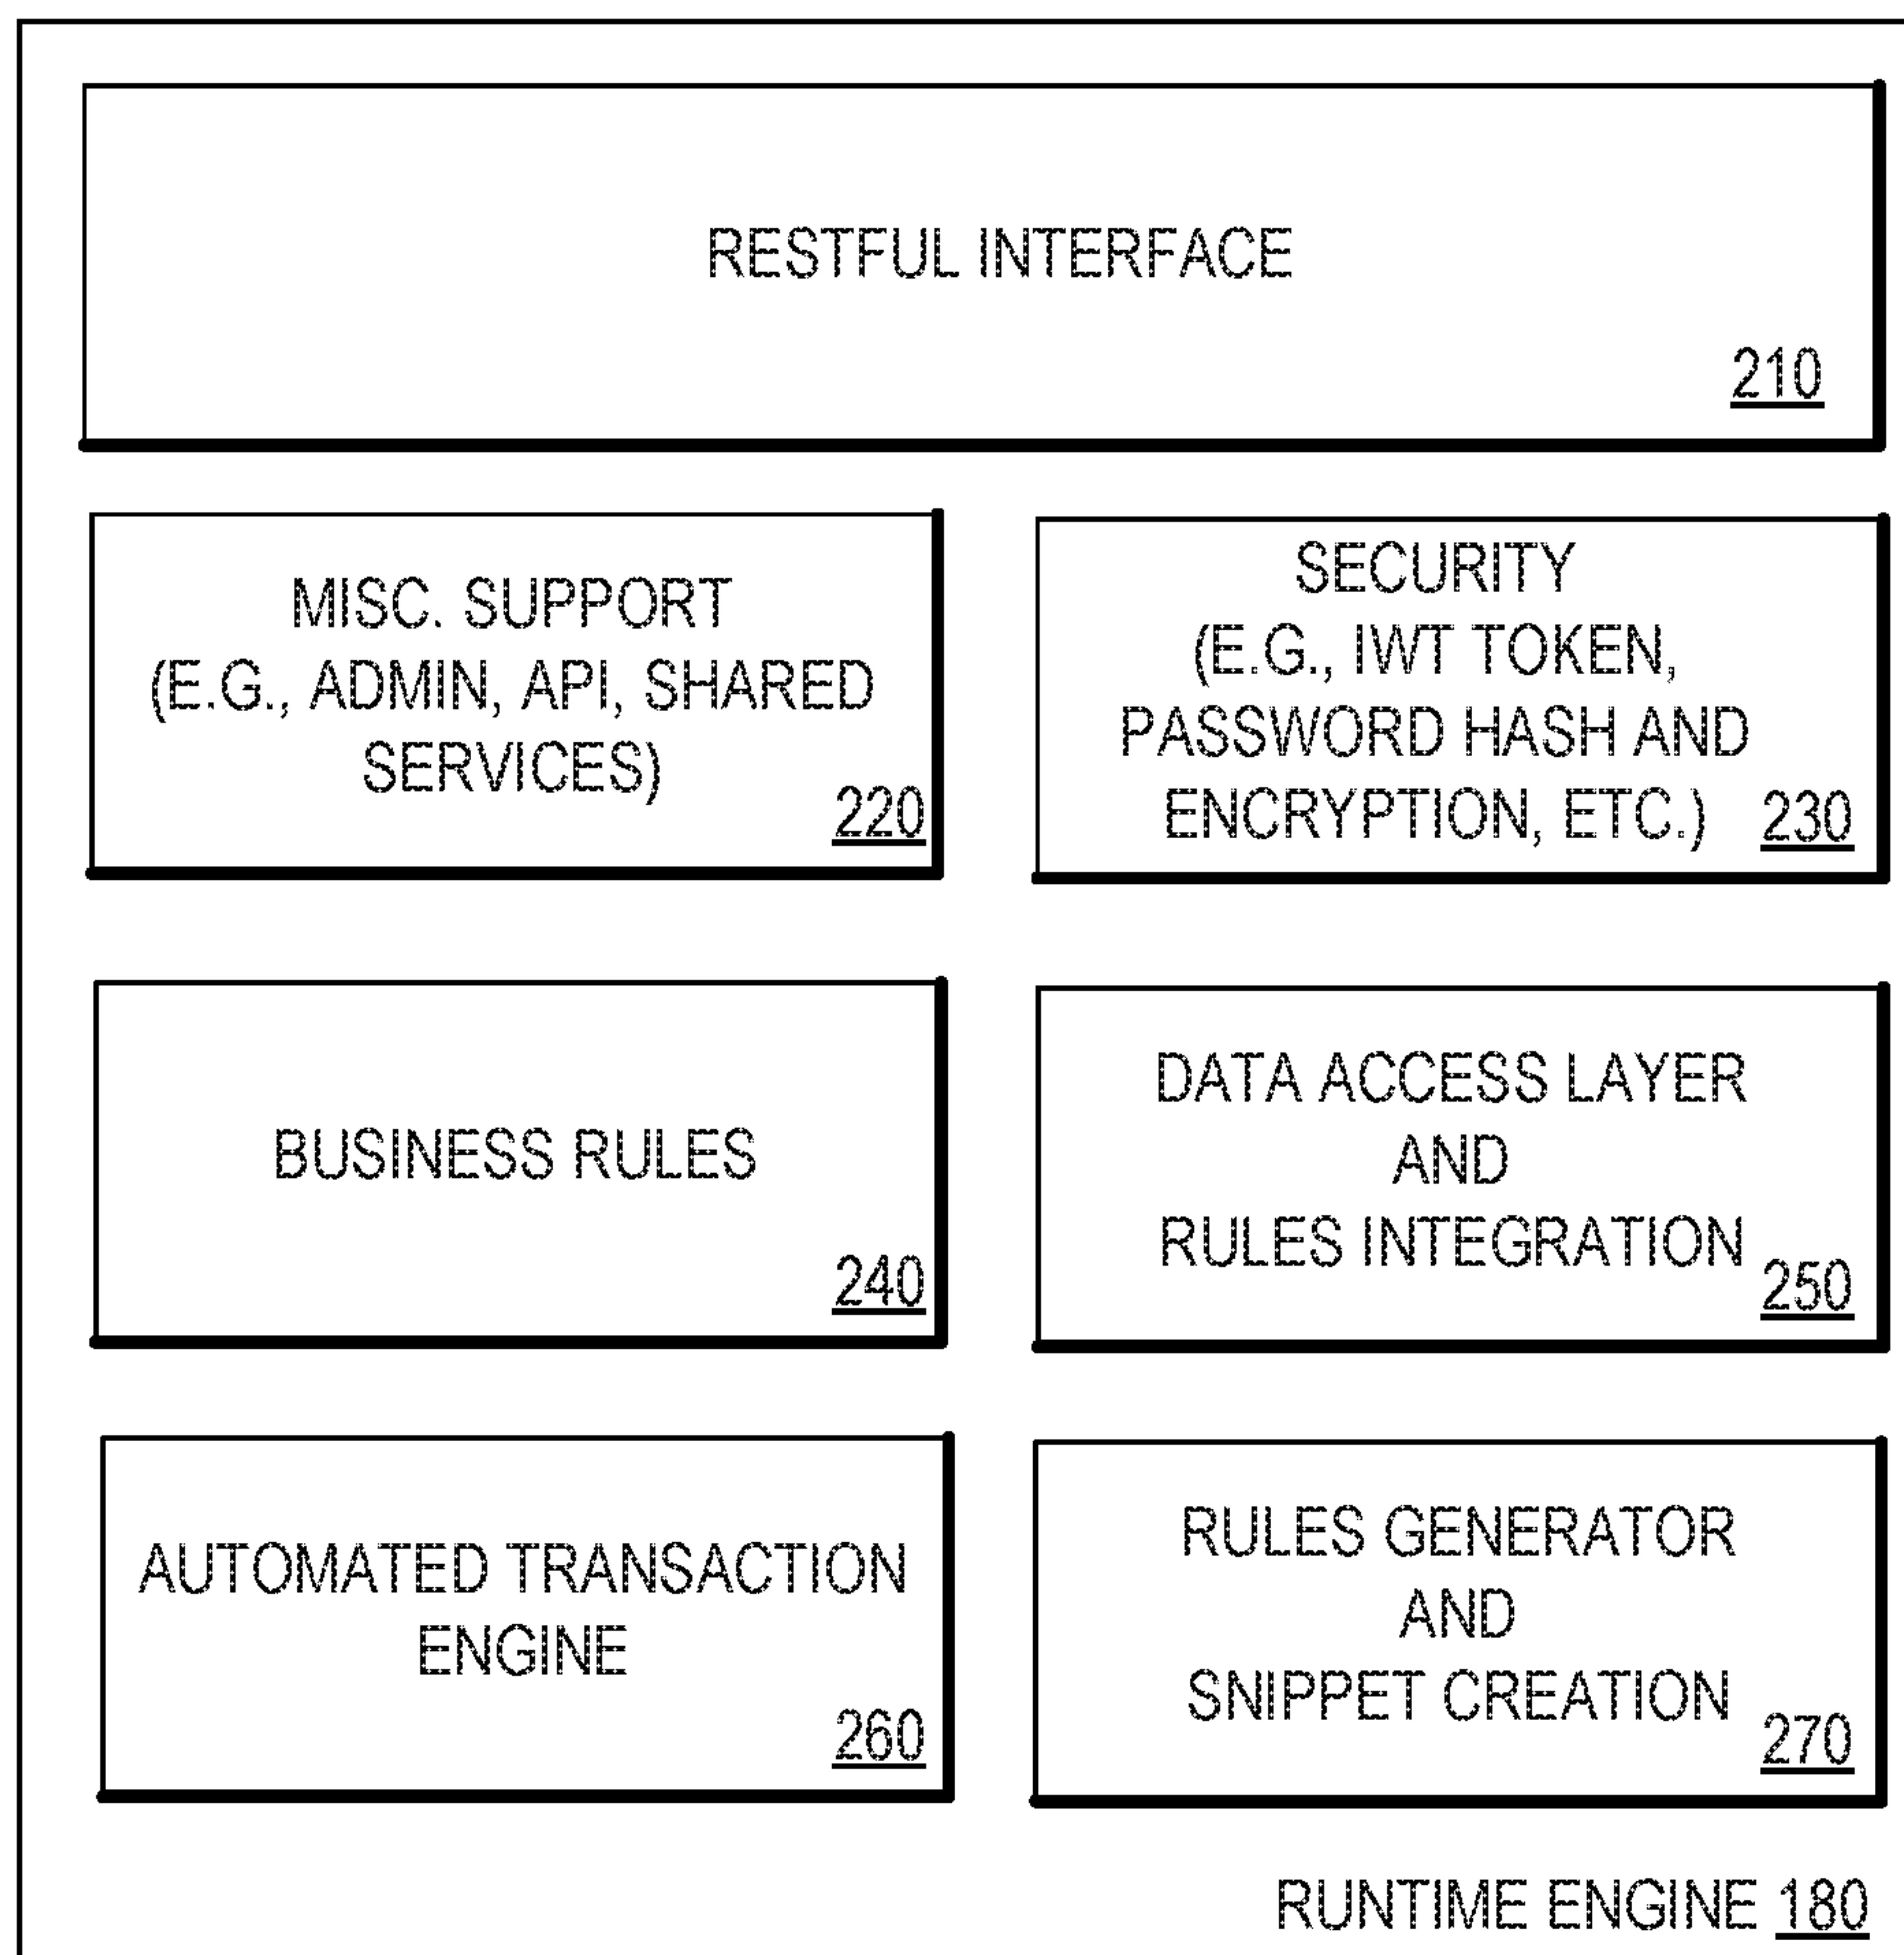 RESTFUL INTERFACE
210
MISC. SUPPORT
(E.G., ADMIN, API, SHARED
SERVICES)
220
SECURITY
(E.G., IWT TOKEN,
PASSWORD HASH AND
ENCRYPTION, ETC.) 230
BUSINESS RULES
240
DATA ACCESS LAYER
AND
RULES INTEGRATION
250
AUTOMATED TRANSACTION
ENGINE
260
RULES GENERATOR
AND
SNIPPET CREATION
270
RUNTIME ENGINE 180